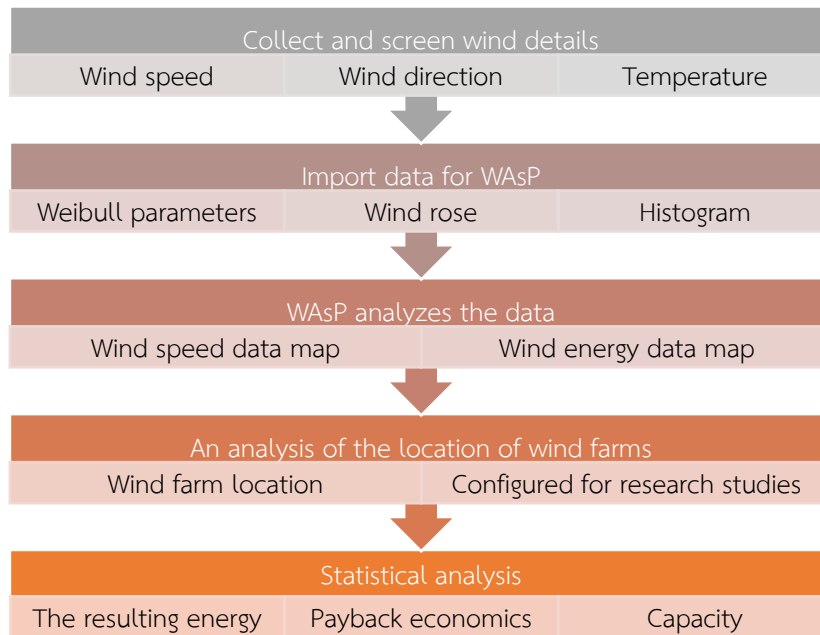 Collect and screen wind details
Wind speed
Wind direction
Temperature
Import data for WAsP
Weibull parameters
Wind rose
Histogram
WAsP analyzes the data
Wind speed data map
Wind energy data map
An analysis of the location of wind farms
Wind farm location
Configured for research studies
Statistical analysis
The resulting energy
Payback economics
Capacity